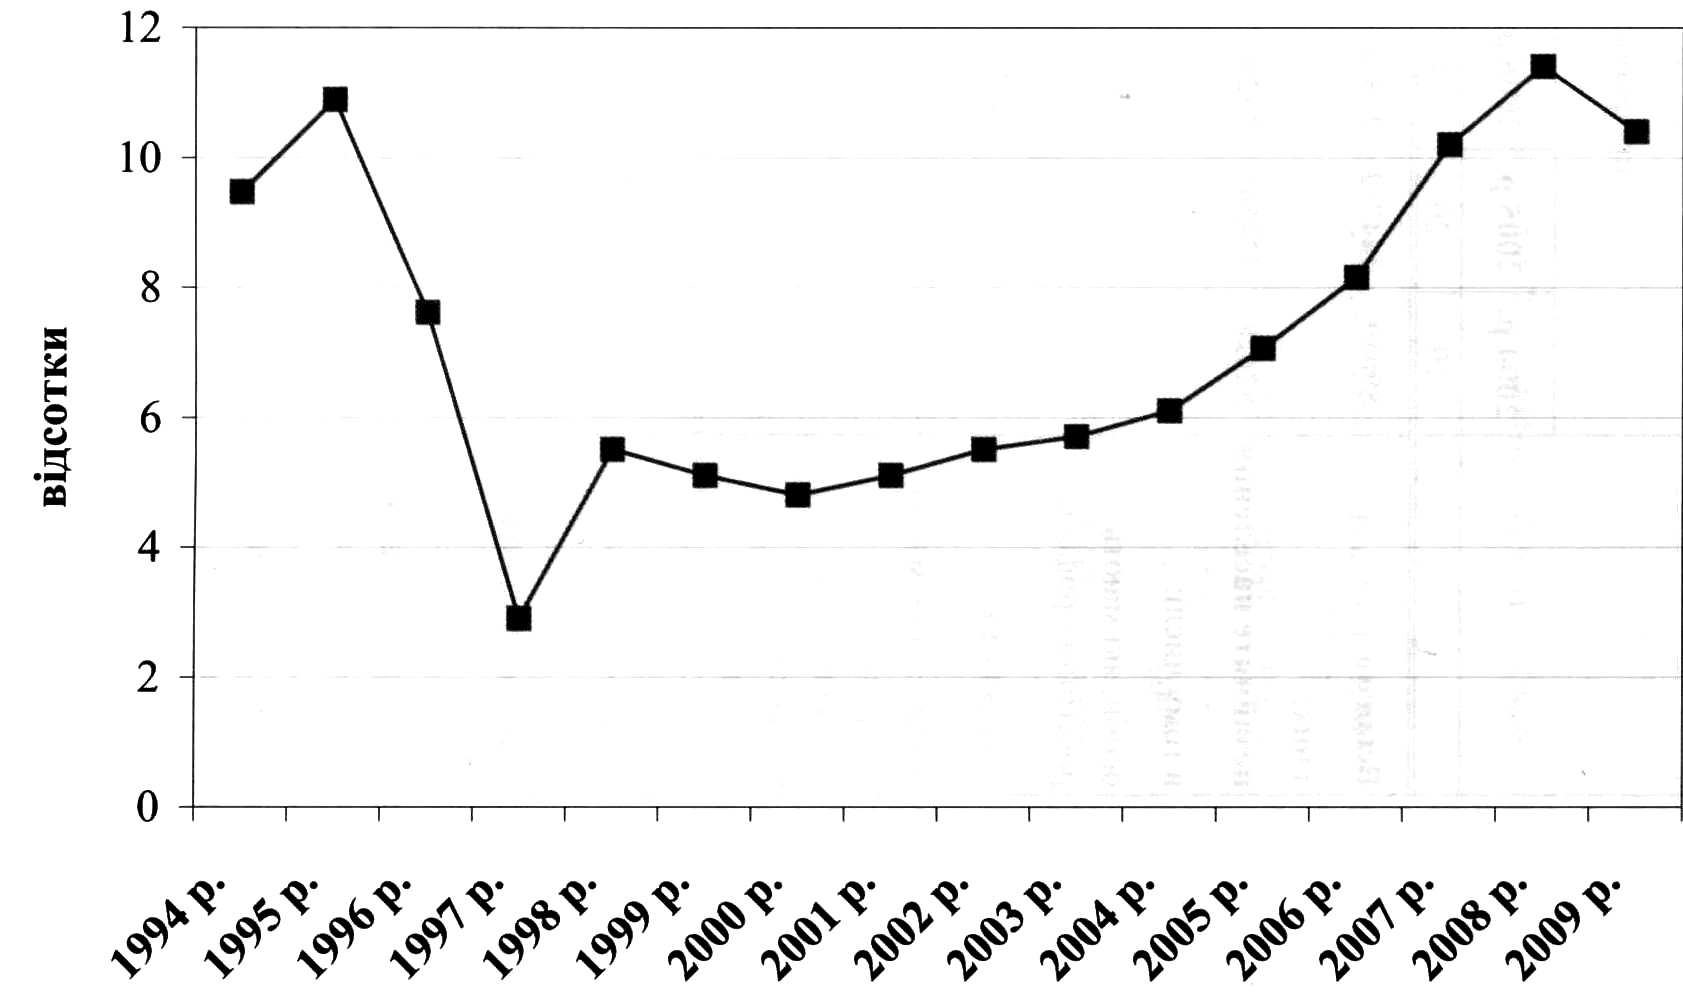 12
10
8
6
4
2
0
відсотки
1994 р.
1995 р.
1996 р.
1997 р.
1998 р.
1999 р.
2000 р.
2001 р.
2002 р.
2003 р.
2004 р.
2005 р.
2006 р.
2007 р.
2008 р.
2009 р.